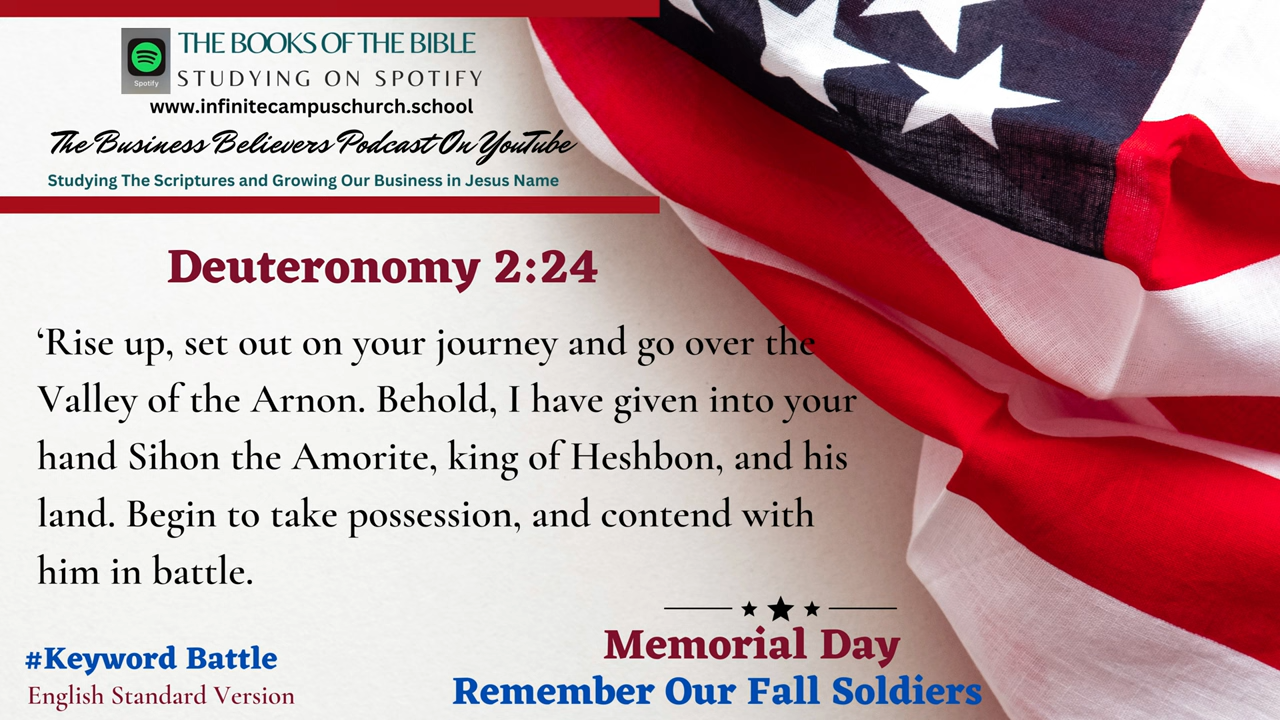 THE BOOKS OF THE BIBLE
Spotify
STUDYING ON SPOTIFY
www.infinitecampuschurch.school
The Business Believers Podcast On YouTube
Studying The Scriptures and Growing Our Business in Jesus Name
Deuteronomy 2:24
‘Rise up, set out on your journey and go over the
Valley of the Arnon. Behold, I have given into your
hand Sihon the Amorite, king of Heshbon, and his
land. Begin to take possession, and contend with
him in battle.
Memorial Day
#Keyword Battle
Remember Our Fall Soldiers
English Standard Version